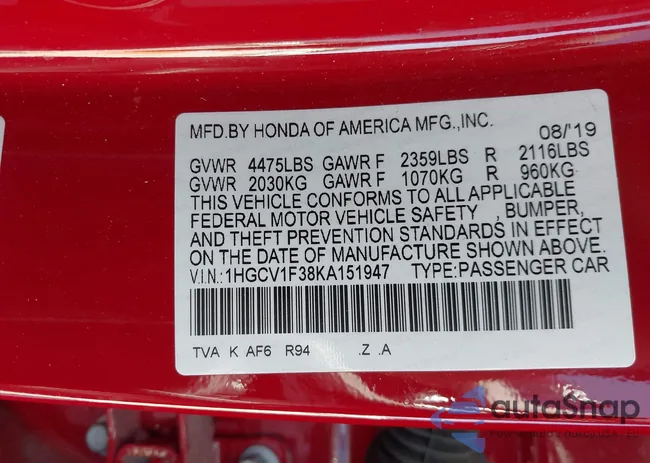 MFD.BY HONDA OF AMERICA MFG.,INC. 08/'19
GVWR 4475LBS GAWR F 2359LBS R 2116LBS
GVWR 2030KG GAWR F 1070KG R 960KG
THIS VEHICLE CONFORMS TO ALL APPLICABLE
FEDERAL MOTOR VEHICLE SAFETY , BUMPER,
AND THEFT PREVENTION STANDARDS IN EFFECT
ON THE DATE OF MANUFACTURE SHOWN ABOVE.
V.I.N.: 1HGCV1F38KA151947 TYPE:PASSENGER CAR
TVA K AF6 R94 .Z .A
autoSnap